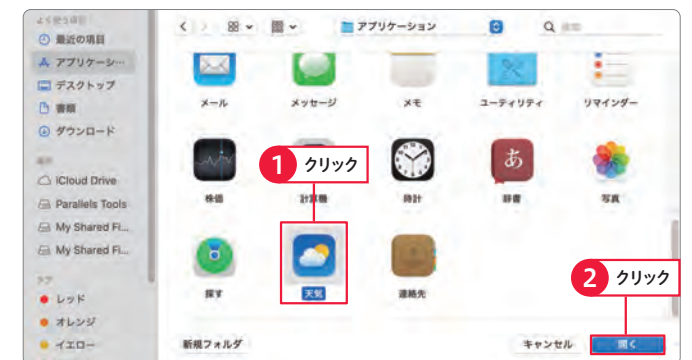 よく使う項目
最近の項目
アプリケーシ…
デスクトップ
書類
ダウンロード
iCloud Drive
Parallels Tools
My Shared Fi...
My Shared Fi...
タグ
レッド
オレンジ
イエロー
アプリケーション
検索
メール
メッセージ
メモ
ユーティリティ
リマインダー
1 クリック
株価
計算機
時計
あ
辞書
写真
探す
天気
連絡先
2 クリック
新規フォルダ
キャンセル
開く